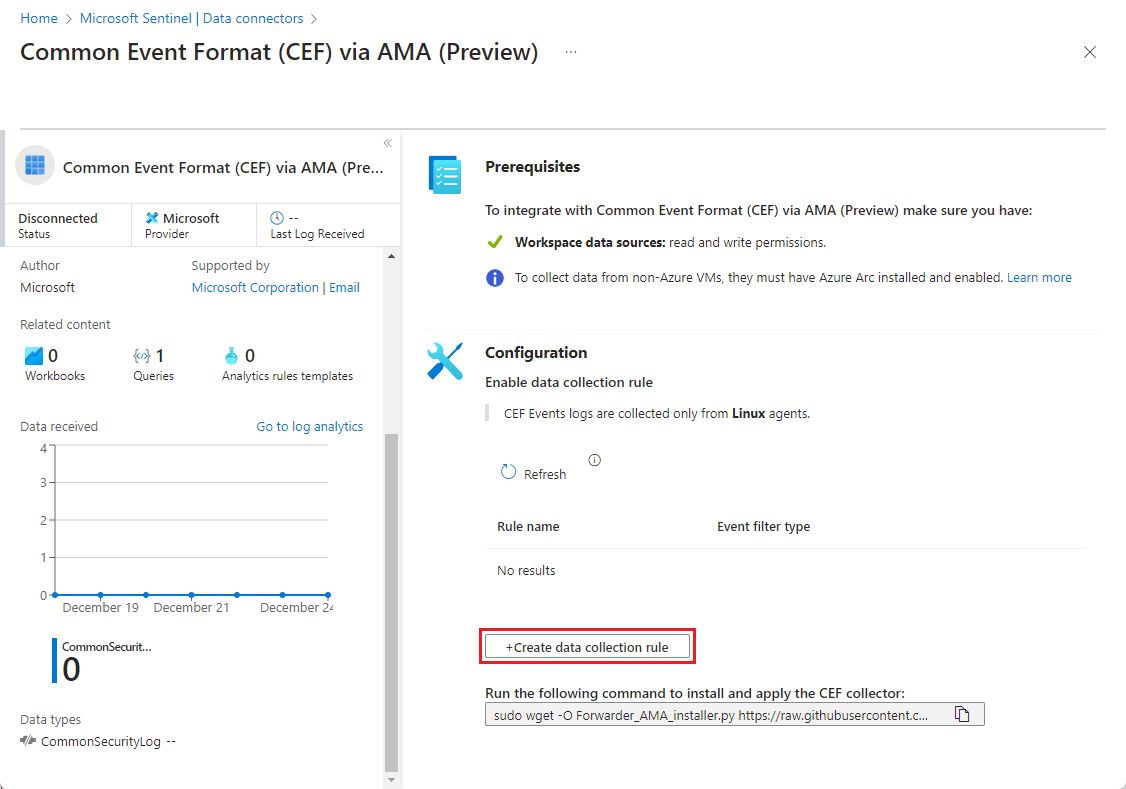 Home > Microsoft Sentinel | Data connectors >
Common Event Format (CEF) via AMA (Preview) ...
Common Event Format (CEF) via AMA (Pre...
Disconnected
Status
Microsoft
Provider
--
Last Log Received
Author
Microsoft
Supported by
Microsoft Corporation | Email
Related content
0
Workbooks
1
Queries
0
Analytics rules templates
Data received
Go to log analytics
4
3
2
1
0
December 19 December 21 December 24
CommonSecurit...
0
Data types
CommonSecurityLog --
Prerequisites
To integrate with Common Event Format (CEF) via AMA (Preview) make sure you have:
Workspace data sources: read and write permissions.
To collect data from non-Azure VMs, they must have Azure Arc installed and enabled. Learn more
Configuration
Enable data collection rule
CEF Events logs are collected only from Linux agents.
Refresh
Rule name Event filter type
No results
+Create data collection rule
Run the following command to install and apply the CEF collector:
sudo wget -O Forwarder_AMA_installer.py https://raw.githubusercontent.c...